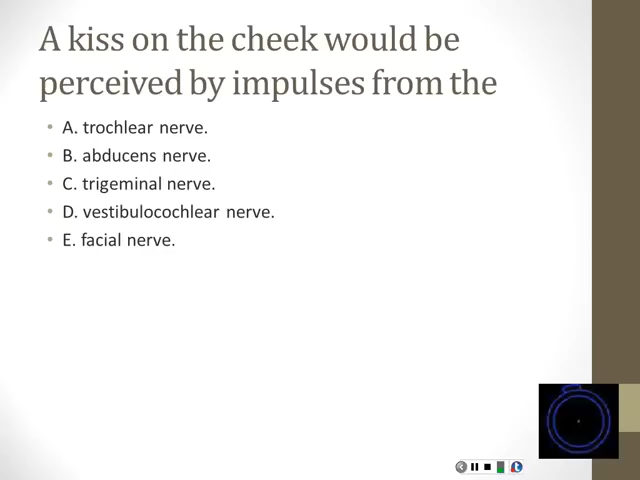 A kiss on the cheek would be
perceived by impulses from the
• A. trochlear nerve.
• B. abducens nerve.
• C. trigeminal nerve.
• D. vestibulocochlear nerve.
• E. facial nerve.